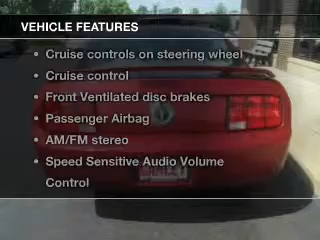 VEHICLE FEATURES
• Cruise controls on steering wheel
• Cruise control
• Front Ventilated disc brakes
• Passenger Airbag
• AM/FM stereo
• Speed Sensitive Audio Volume
Control